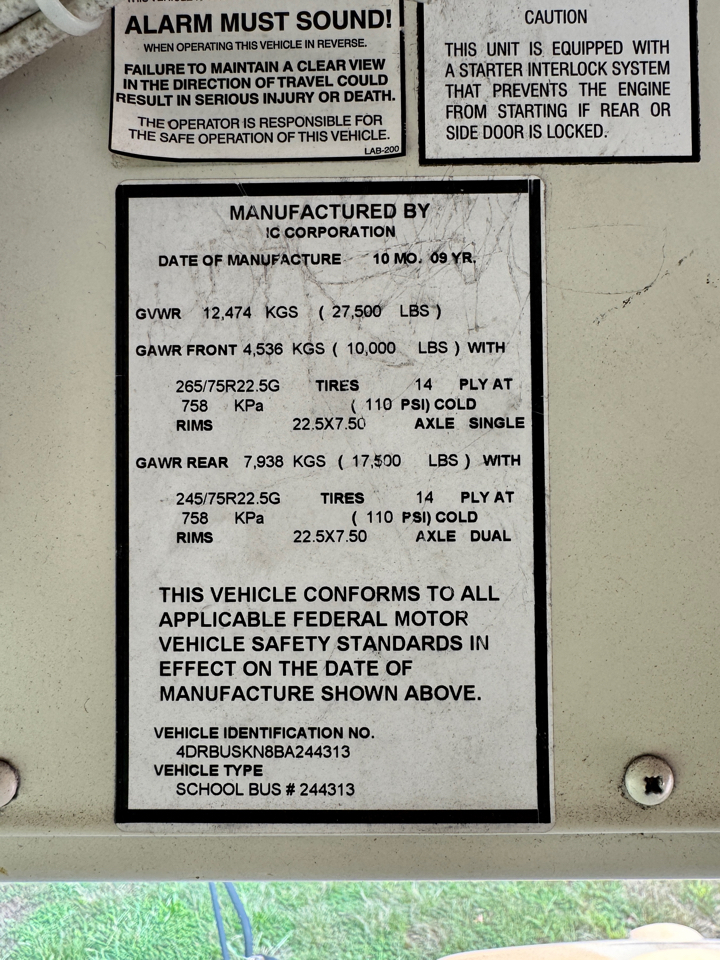 ALARM MUST SOUND!
WHEN OPERATING THIS VEHICLE IN REVERSE.
FAILURE TO MAINTAIN A CLEAR VIEW
IN THE DIRECTION OF TRAVEL COULD
RESULT IN SERIOUS INJURY OR DEATH.
THE OPERATOR IS RESPONSIBLE FOR
THE SAFE OPERATION OF THIS VEHICLE.
LAB-200
CAUTION
THIS UNIT IS EQUIPPED WITH
A STARTER INTERLOCK SYSTEM
THAT PREVENTS THE ENGINE
FROM STARTING IF REAR OR
SIDE DOOR IS LOCKED.
MANUFACTURED BY
IC CORPORATION
DATE OF MANUFACTURE 10 MO. 09 YR.
GVWR 12,474 KGS ( 27,500 LBS )
GAWR FRONT 4,536 KGS ( 10,000 LBS ) WITH
265/75R22.5G TIRES 14 PLY AT
758 KPa ( 110 PSI) COLD
RIMS 22.5X7.50 AXLE SINGLE
GAWR REAR 7,938 KGS ( 17,500 LBS ) WITH
245/75R22.5G TIRES 14 PLY AT
758 KPa ( 110 PSI) COLD
RIMS 22.5X7.50 AXLE DUAL
THIS VEHICLE CONFORMS TO ALL
APPLICABLE FEDERAL MOTOR
VEHICLE SAFETY STANDARDS IN
EFFECT ON THE DATE OF
MANUFACTURE SHOWN ABOVE.
VEHICLE IDENTIFICATION NO.
4DRBUSKN8BA244313
VEHICLE TYPE
SCHOOL BUS # 244313